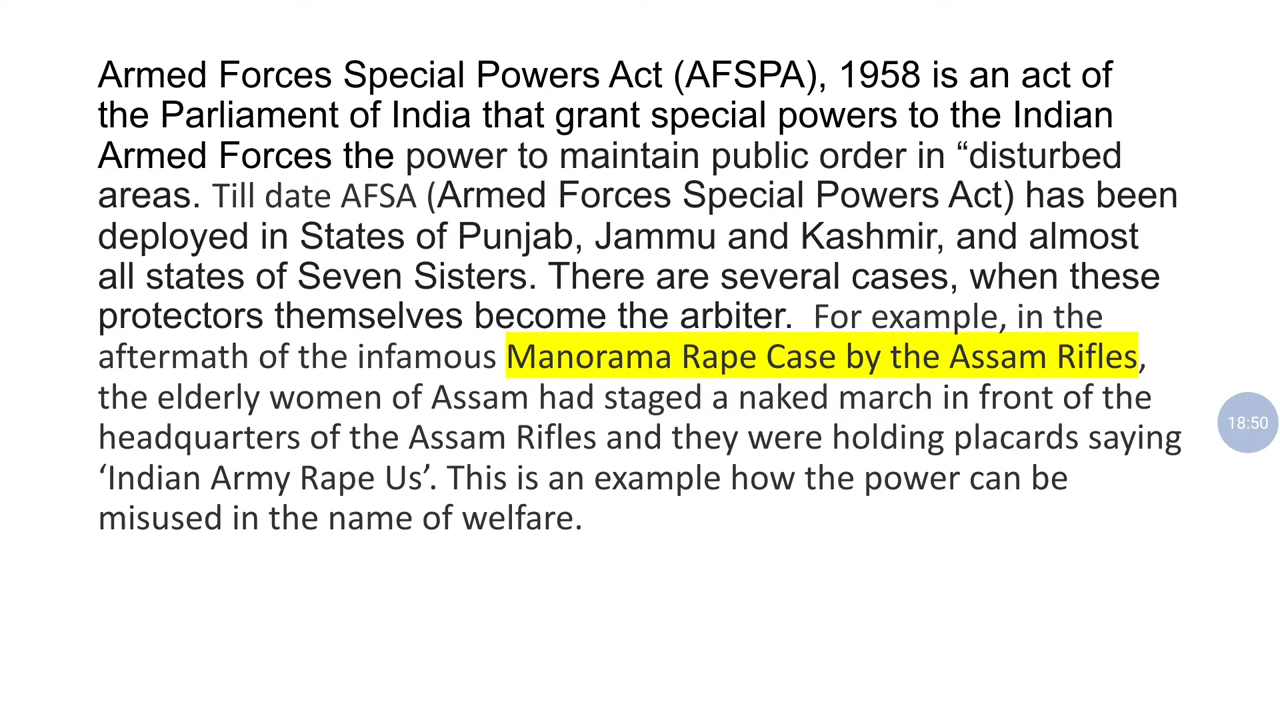 Armed Forces Special Powers Act (AFSPA), 1958 is an act of
the Parliament of India that grant special powers to the Indian
Armed Forces the power to maintain public order in “disturbed
areas. Till date AFSA (Armed Forces Special Powers Act) has been
deployed in States of Punjab, Jammu and Kashmir, and almost
all states of Seven Sisters. There are several cases, when these
protectors themselves become the arbiter. For example, in the
aftermath of the infamous Manorama Rape Case by the Assam Rifles,
the elderly women of Assam had staged a naked march in front of the
headquarters of the Assam Rifles and they were holding placards saying
‘Indian Army Rape Us’. This is an example how the power can be
misused in the name of welfare.
18:50